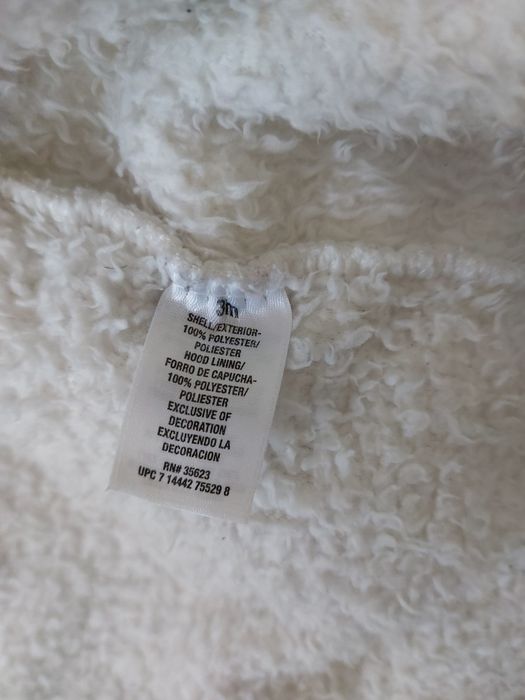 3m
SHELL/EXTERIOR-
100% POLYESTER/
POLIESTER
HOOD LINING/
FORRO DE CAPUCHA-
100% POLYESTER/
POLIESTER
EXCLUSIVE OF
DECORATION
EXCLUYENDO LA
DECORACION
RN# 35623
UPC 7 14442 75529 8